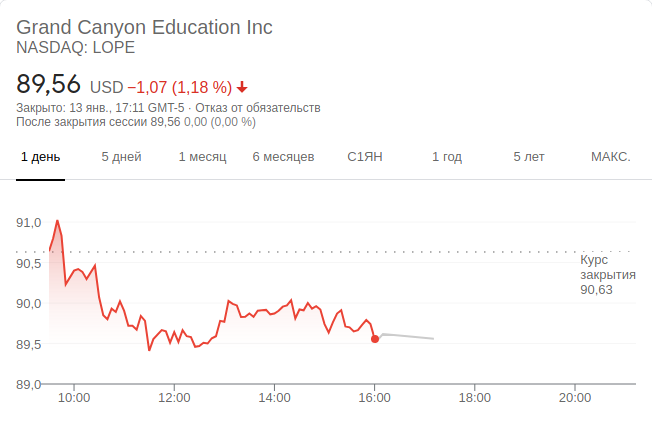 Grand Canyon Education Inc
NASDAQ: LOPE
89,56 USD −1,07 (1,18 %)
Закрыто: 13 янв., 17:11 GMT-5 · Отказ от обязательств
После закрытия сессии 89,56 0,00 (0,00 %)
1 день 5 дней 1 месяц 6 месяцев С1ЯН 1 год 5 лет МАКС.
91,0
90,5
90,0
89,5
89,0
Курс
закрытия
90,63
10:00 12:00 14:00 16:00 18:00 20:00